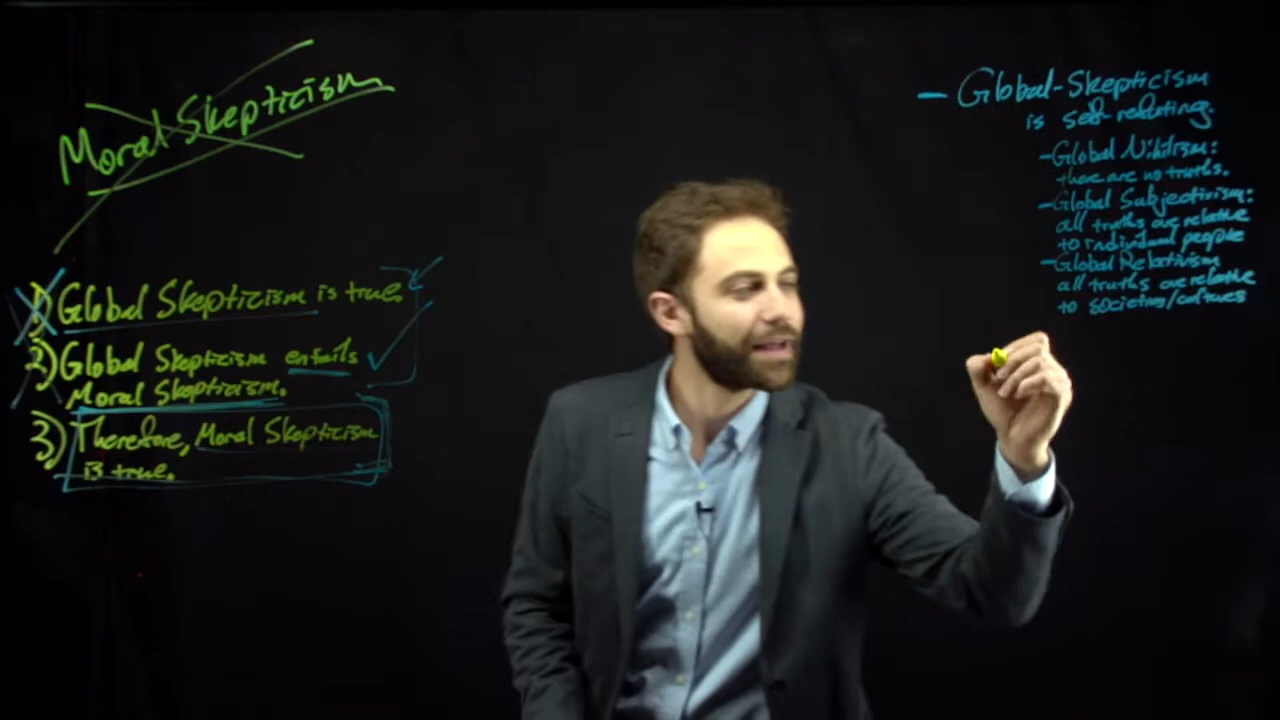 Moral Skepticism
1) Global Skepticism is true.
2) Global Skepticism entails
Moral Skepticism.
3) Therefore, Moral Skepticism
is true.
- Global-Skepticism
is self-refuting.
- Global Nihilism:
there are no truths.
- Global Subjectivism:
all truths are relative
to individual people
- Global Relativism
all truths are relative
to societies/cultures